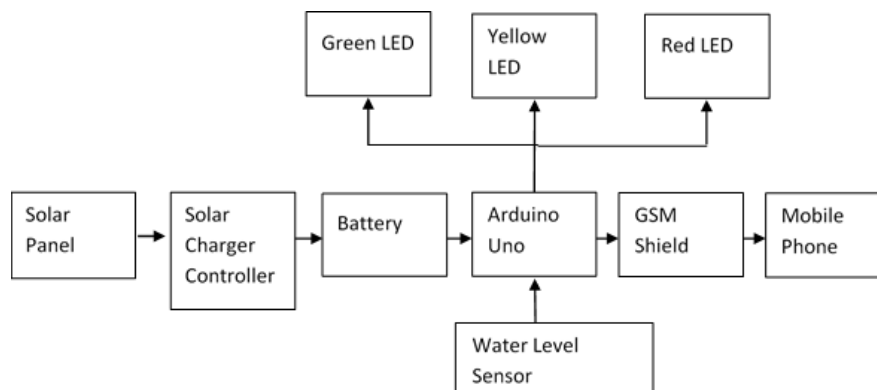 Green LED
Yellow
LED
Red LED
Solar
Panel
Solar
Charger
Controller
Battery
Arduino
Uno
GSM
Shield
Mobile
Phone
Water Level
Sensor